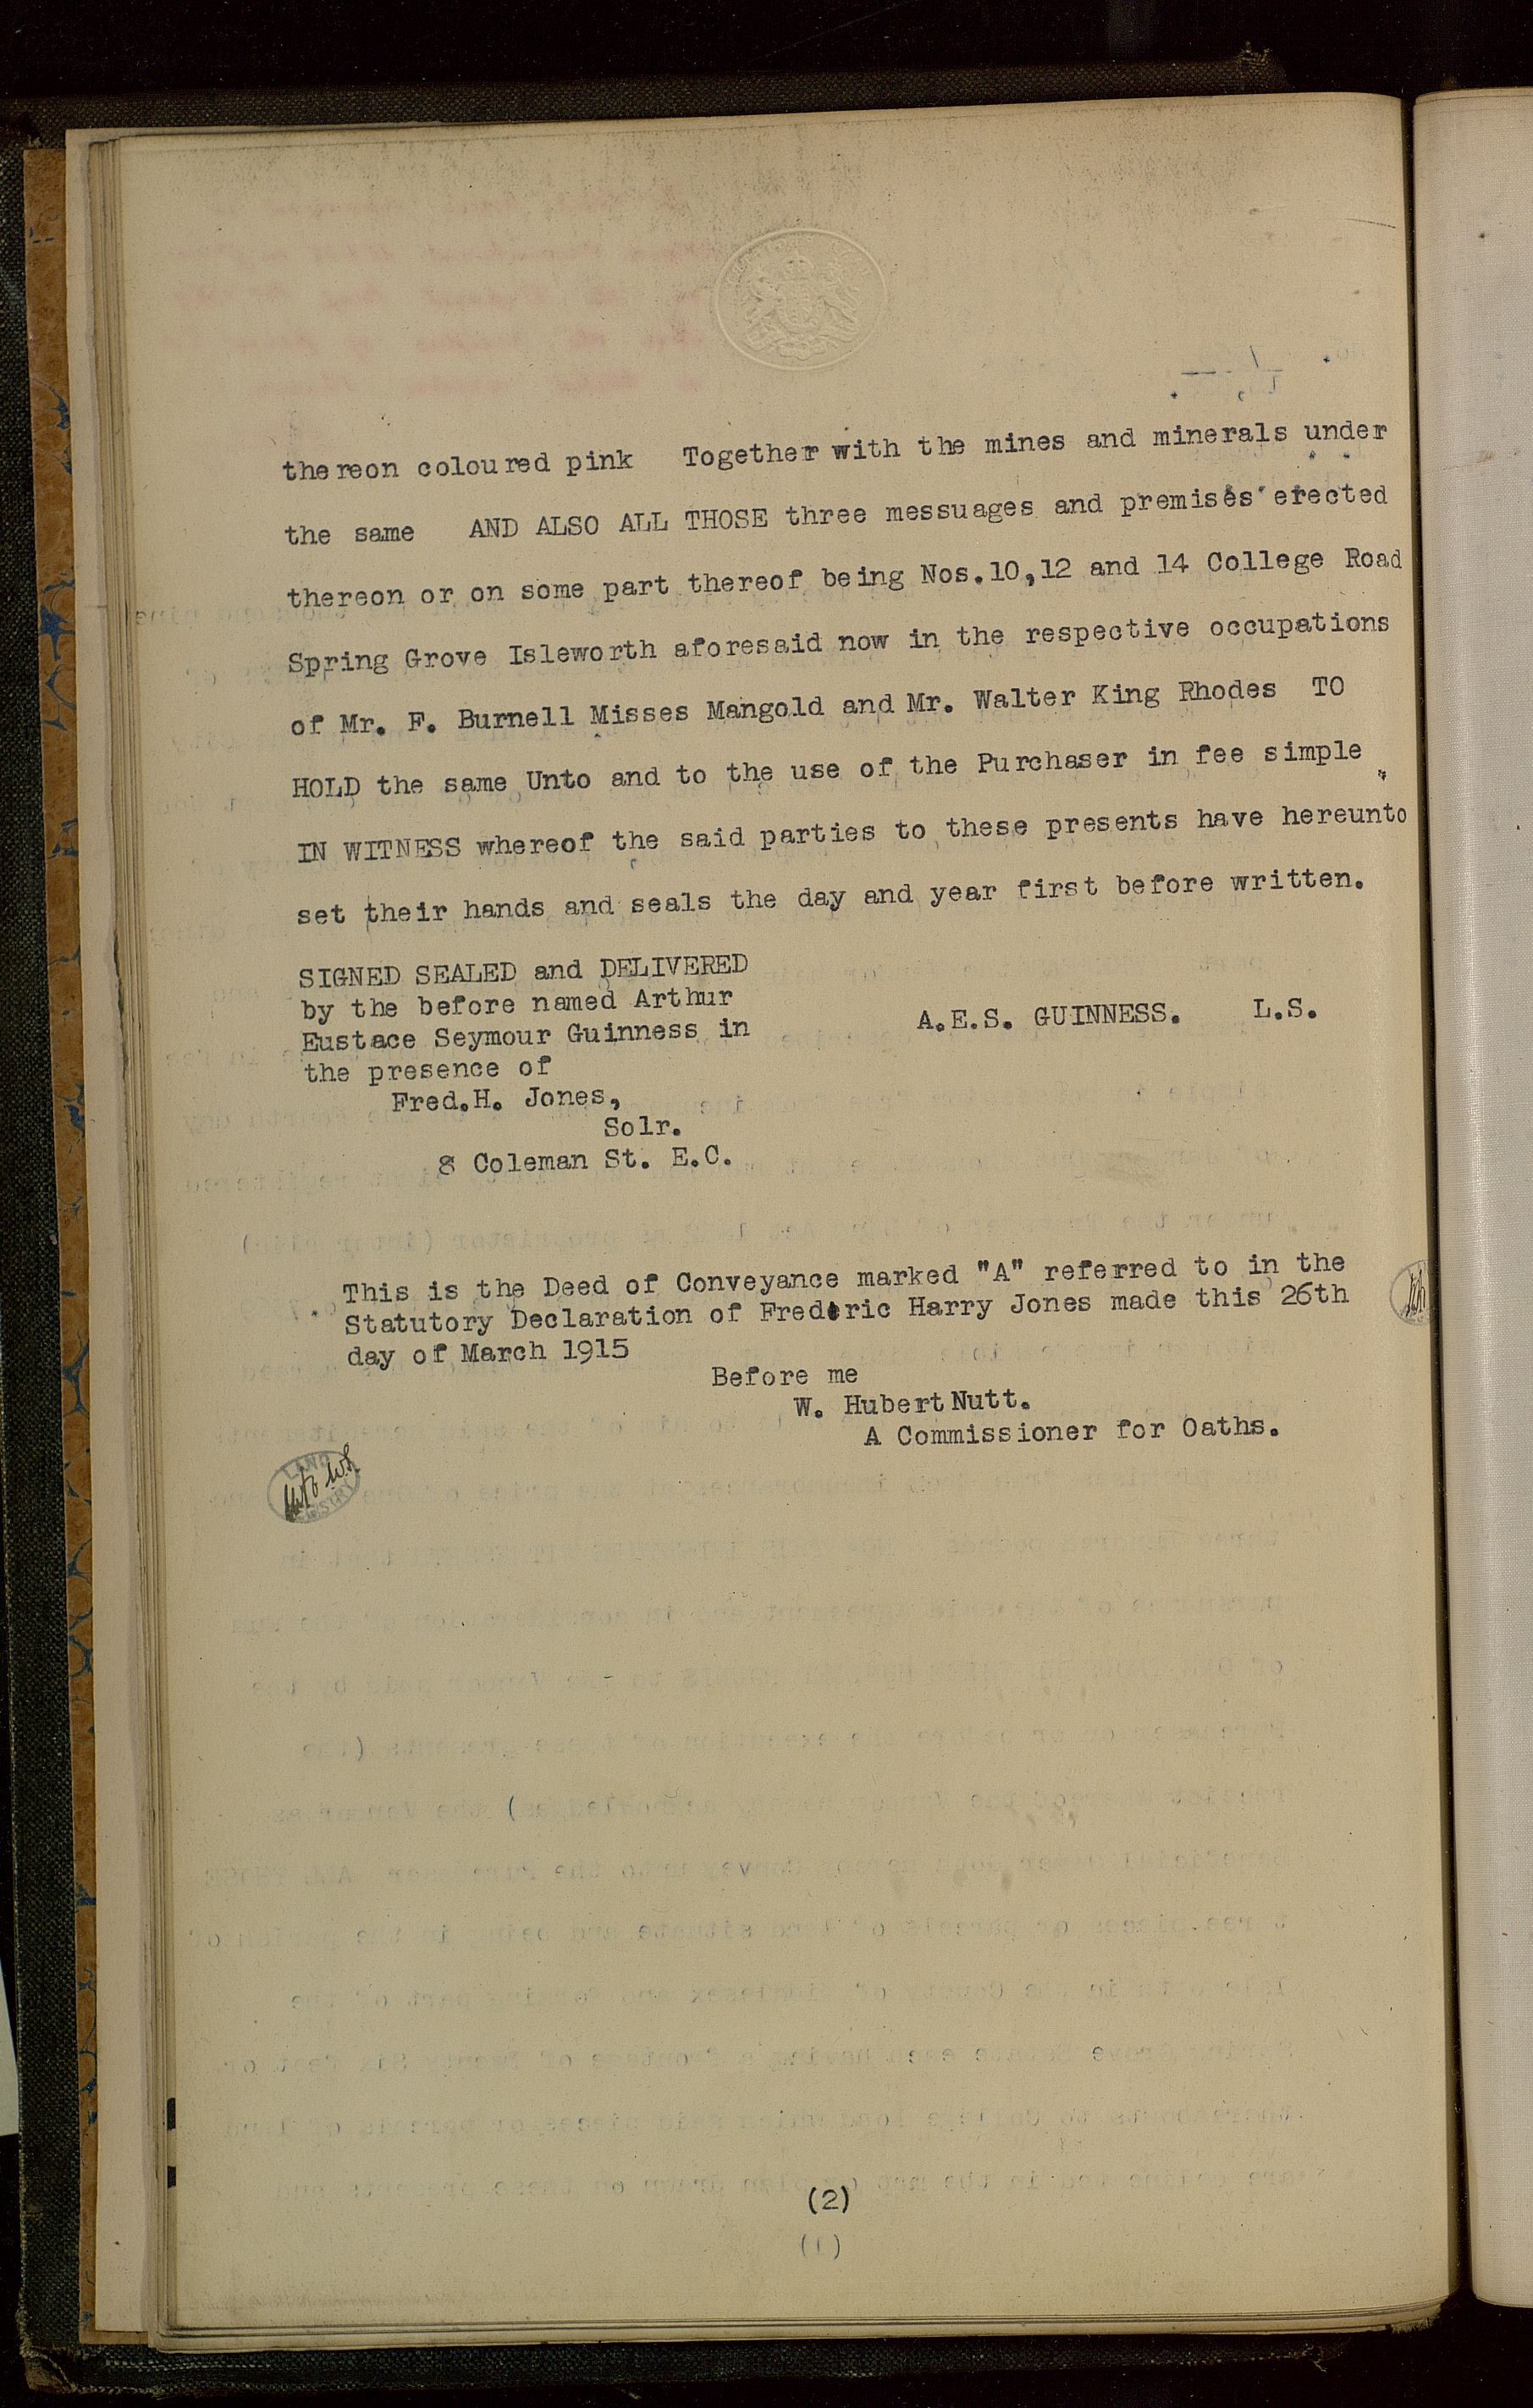 thereon coloured pink   Together with the mines and minerals under
the same   AND ALSO ALL THOSE three messuages and premises erected
thereon or on some part thereof being Nos.10,12 and 14 College Road
Spring Grove Isleworth aforesaid now in the respective occupations
of Mr. F. Burnell Misses Mangold and Mr. Walter King Rhodes  TO
HOLD the same Unto and to the use of the Purchaser in fee simple
IN WITNESS whereof the said parties to these presents have hereunto
set their hands and seals the day and year first before written.
SIGNED SEALED and DELIVERED
by the before named Arthur
Eustace Seymour Guinness in
the presence of
A.E.S. GUINNESS.   L.S.
Fred.H. Jones,
Solr.
8 Coleman St. E.C.
This is the Deed of Conveyance marked "A" referred to in the
Statutory Declaration of Frederic Harry Jones made this 26th
day of March 1915
Before me
W. Hubert Nutt.
A Commissioner for Oaths.
LAND
REGISTRY
(2)